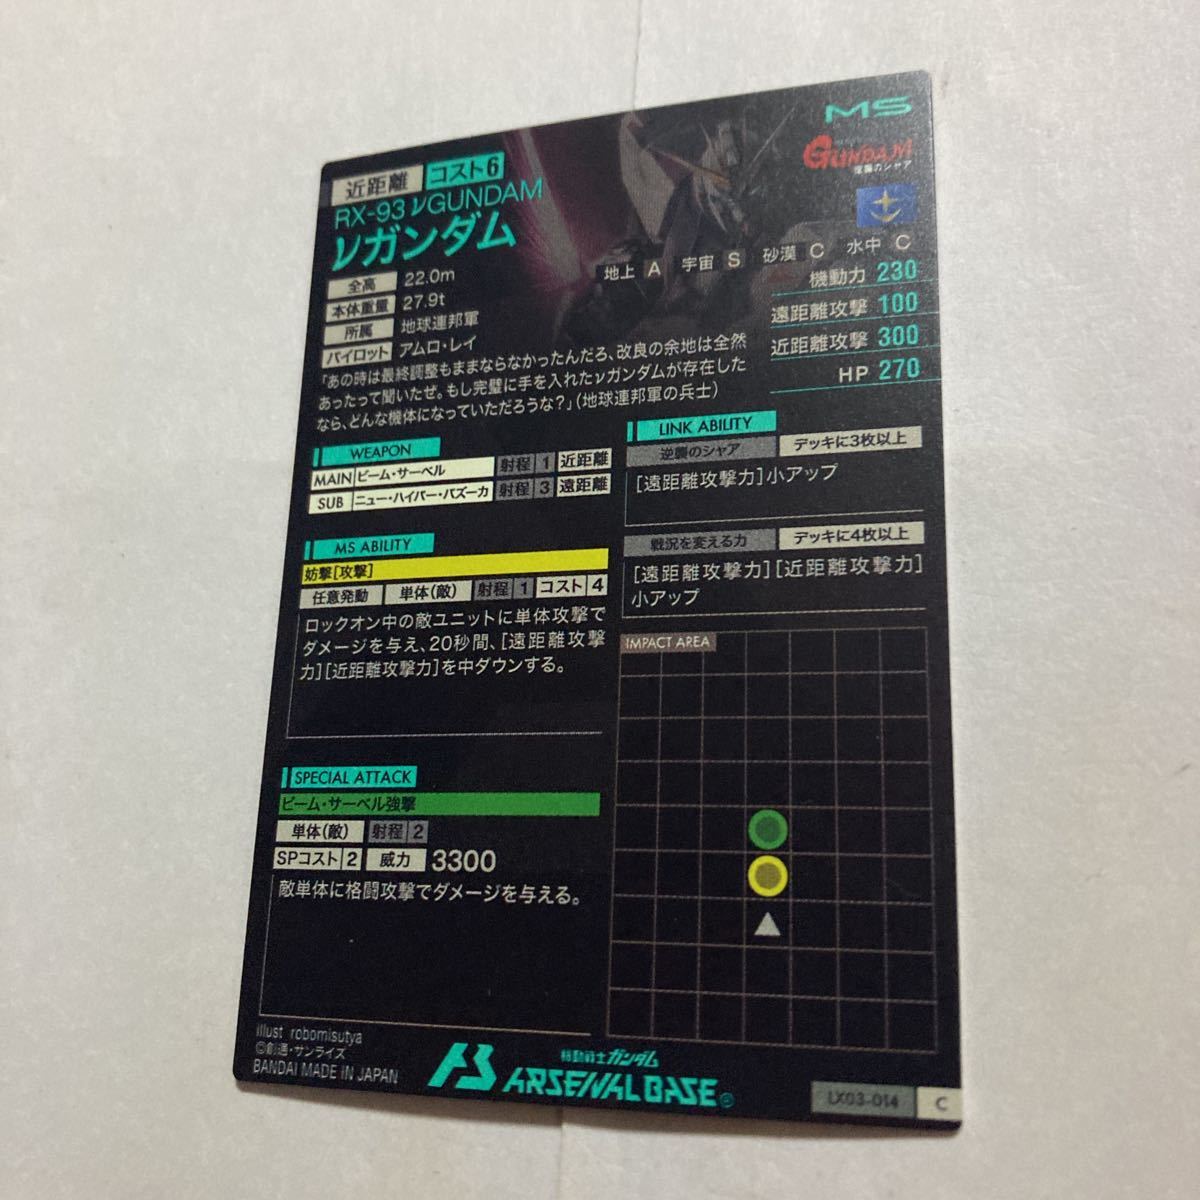 MS
GUNDAM
逆襲のシャア
近距離 コスト6
RX-93 νGUNDAM
νガンダム
全高 22.0m
本体重量 27.9t
所属 地球連邦軍
パイロット アムロ・レイ
地上 A 宇宙 S 砂漠 C 水中 C
機動力 230
遠距離攻撃 100
近距離攻撃 300
HP 270
「あの時は最終調整もままならなかったんだろ、改良の余地は全然
あったって聞いたぜ。もし完璧に手を入れたνガンダムが存在した
なら、どんな機体になっていただろうな?」(地球連邦軍の兵士)
WEAPON
MAIN ビーム・サーベル 射程 1 近距離
SUB ニュー・ハイパー・バズーカ 射程 3 遠距離
LINK ABILITY
逆襲のシャア デッキに3枚以上
[遠距離攻撃力]小アップ
戦況を変える力 デッキに4枚以上
[遠距離攻撃力][近距離攻撃力]
小アップ
MS ABILITY
妨撃[攻撃]
任意発動 単体(敵) 射程 1 コスト 4
ロックオン中の敵ユニットに単体攻撃で
ダメージを与え、20秒間、[遠距離攻撃
力][近距離攻撃力]を中ダウンする。
SPECIAL ATTACK
ビーム・サーベル強撃
単体(敵) 射程 2
SPコスト 2 威力 3300
敵単体に格闘攻撃でダメージを与える。
IMPACT AREA
illust robomisutya
©創通・サンライズ
BANDAI MADE IN JAPAN
AB
機動戦士ガンダム
ARSENAL BASE®
LX03-014 C